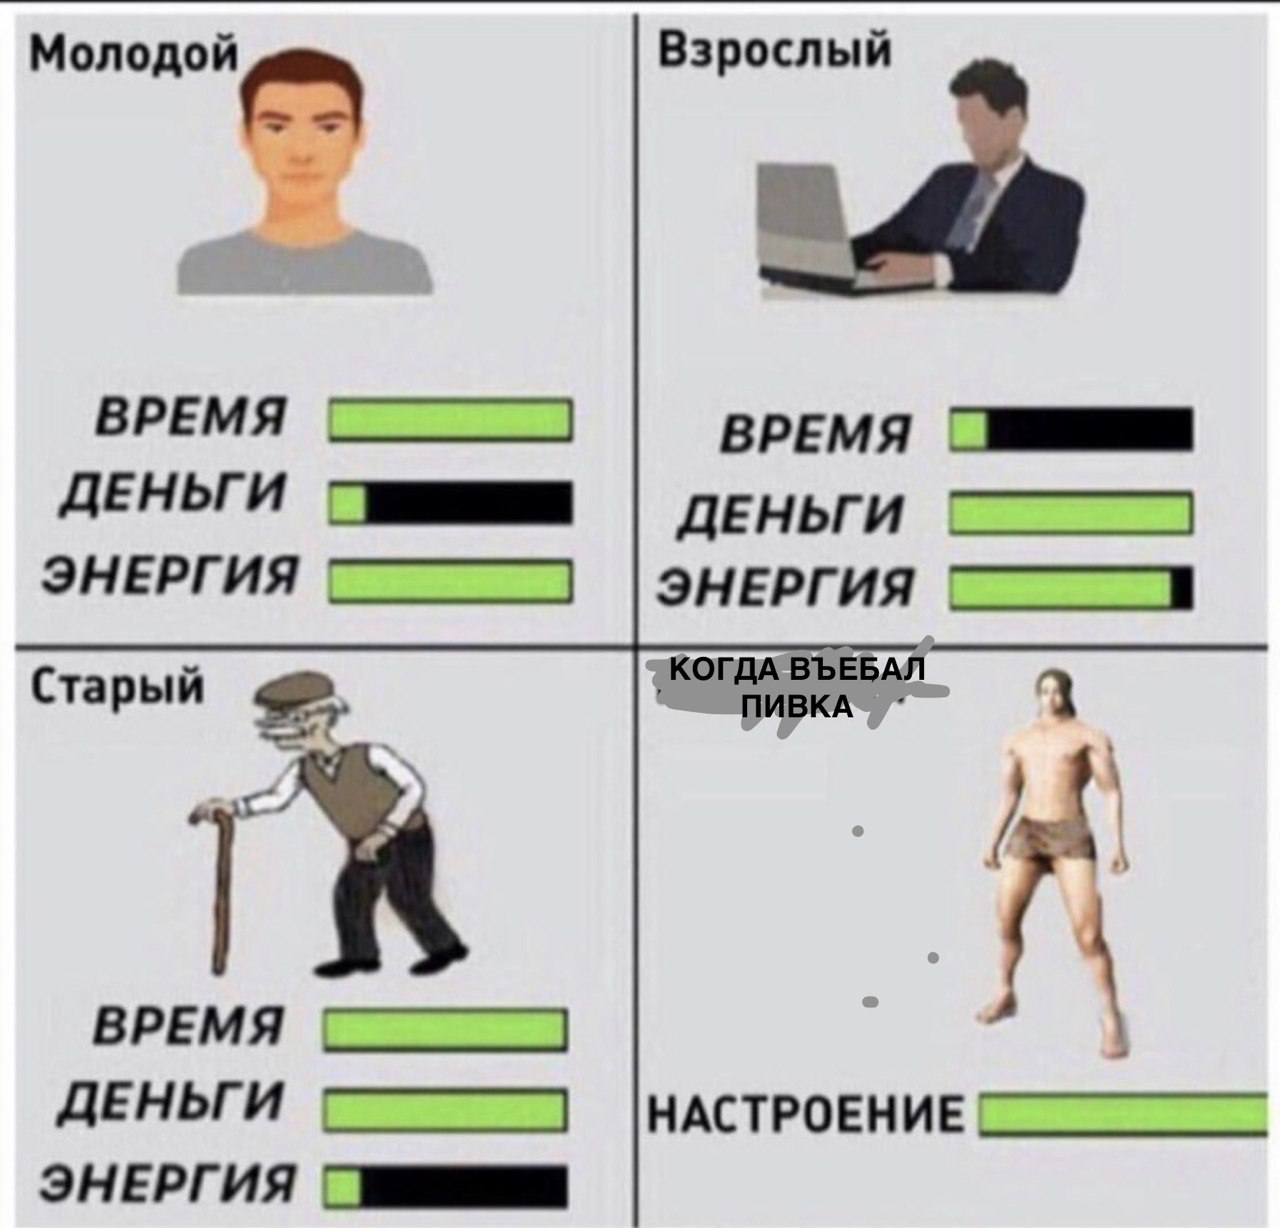 Молодой
ВРЕМЯ
ДЕНЬГИ
ЭНЕРГИЯ
Взрослый
ВРЕМЯ
ДЕНЬГИ
ЭНЕРГИЯ
Старый
ВРЕМЯ
ДЕНЬГИ
ЭНЕРГИЯ
КОГДА ВЪЕБАЛ
ПИВКА
НАСТРОЕНИЕ